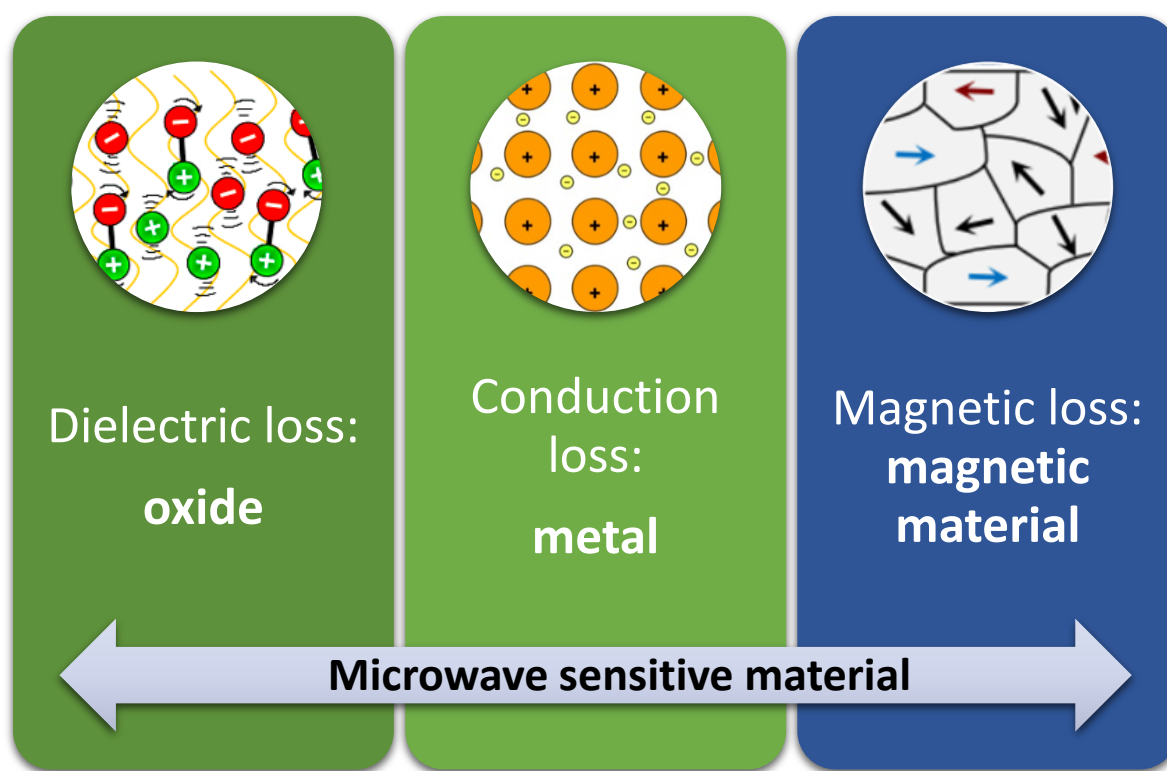 Dielectric loss:
oxide
Conduction
loss:
metal
Magnetic loss:
magnetic
material
Microwave sensitive material